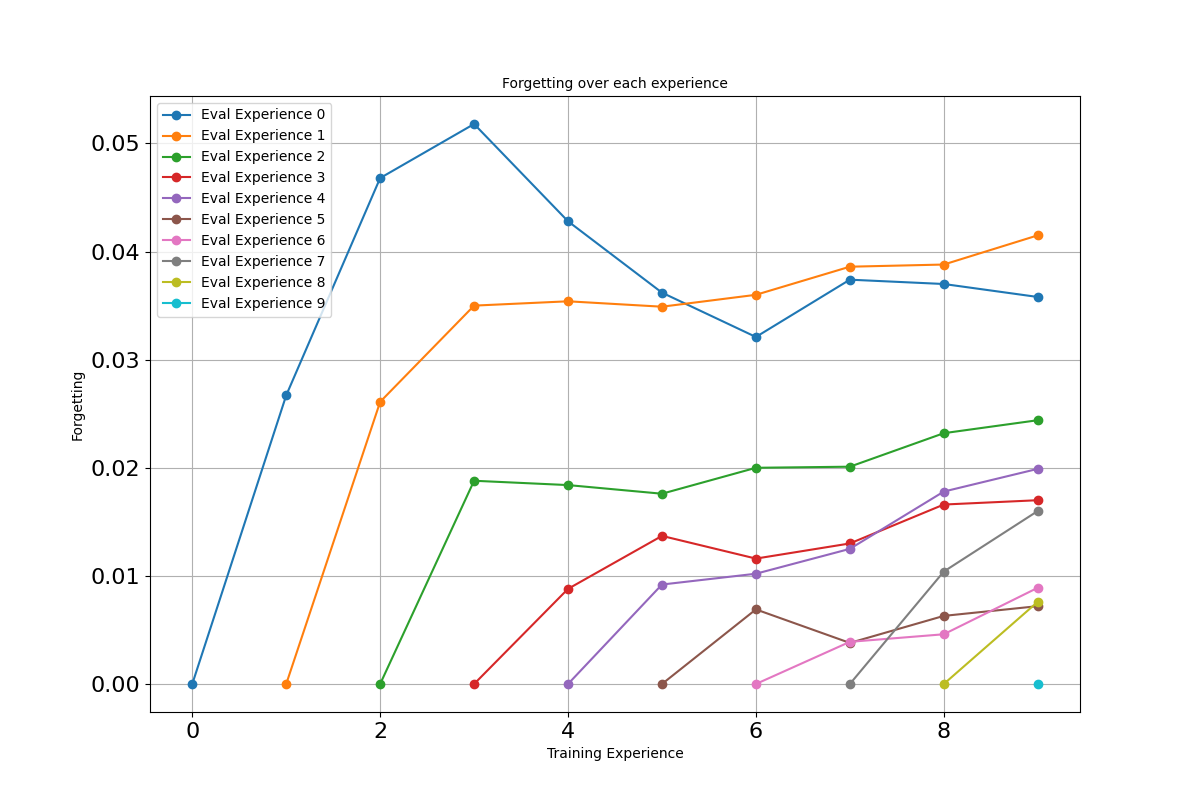 Forgetting over each experience
Eval Experience 0
Eval Experience 1
Eval Experience 2
Eval Experience 3
Eval Experience 4
Eval Experience 5
Eval Experience 6
Eval Experience 7
Eval Experience 8
Eval Experience 9
0.05
0.04
0.03
0.02
0.01
0.00
Forgetting
0 2 4 6 8
Training Experience